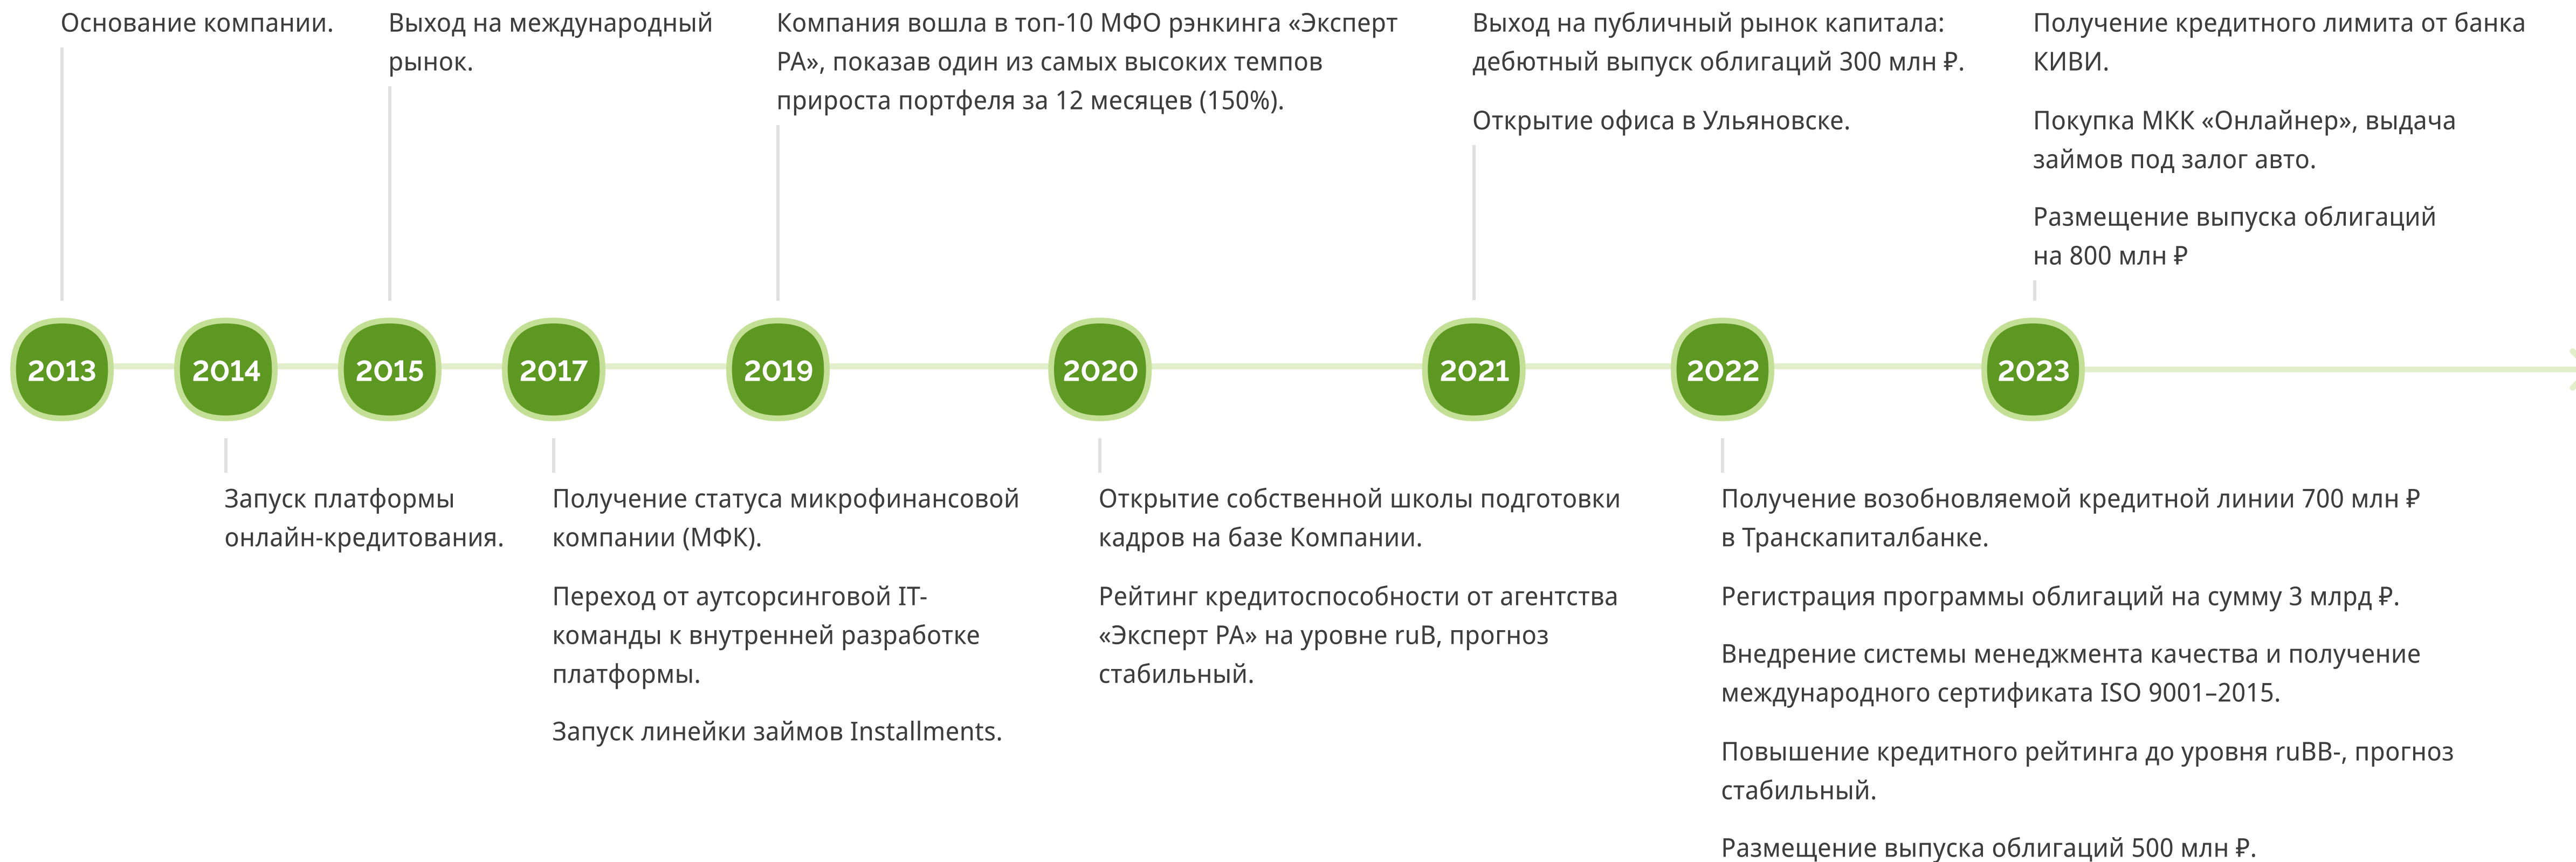 Основание компании.
Выход на международный
рынок.
Компания вошла в топ-10 МФО рэнкинга «Эксперт
РА», показав один из самых высоких темпов
прироста портфеля за 12 месяцев (150%).
Выход на публичный рынок капитала:
дебютный выпуск облигаций 300 млн ₽.
Открытие офиса в Ульяновске.
Получение кредитного лимита от банка
КИВИ.
Покупка МКК «Онлайнер», выдача
займов под залог авто.
Размещение выпуска облигаций
на 800 млн ₽
2013
2014
2015
2017
2019
2020
2021
2022
2023
Запуск платформы
онлайн-кредитования.
Получение статуса микрофинансовой
компании (МФК).
Переход от аутсорсинговой IT-
команды к внутренней разработке
платформы.
Запуск линейки займов Installments.
Открытие собственной школы подготовки
кадров на базе Компании.
Рейтинг кредитоспособности от агентства
«Эксперт РА» на уровне ruB, прогноз
стабильный.
Получение возобновляемой кредитной линии 700 млн ₽
в Транскапиталбанке.
Регистрация программы облигаций на сумму 3 млрд ₽.
Внедрение системы менеджмента качества и получение
международного сертификата ISO 9001–2015.
Повышение кредитного рейтинга до уровня ruBB-, прогноз
стабильный.
Размещение выпуска облигаций 500 млн ₽.